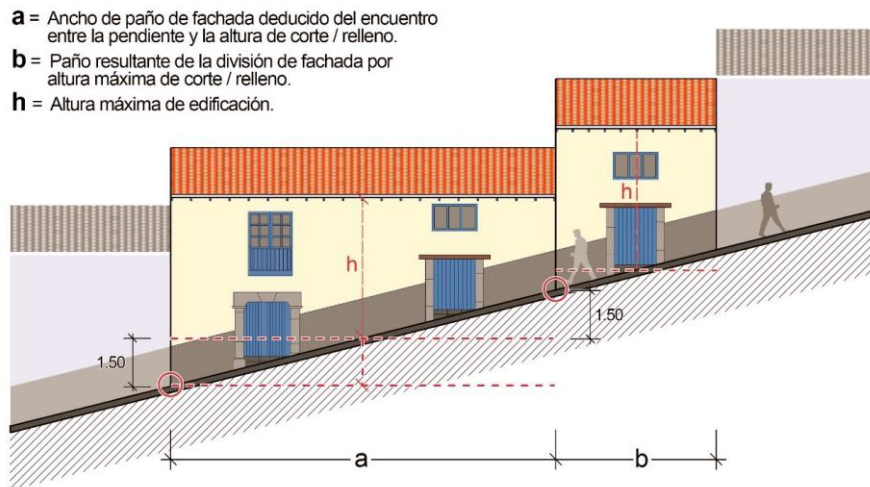 a = Ancho de paño de fachada deducido del encuentro
entre la pendiente y la altura de corte / relleno.
b = Paño resultante de la división de fachada por
altura máxima de corte / relleno.
h = Altura máxima de edificación.
h
h
1.50
1.50
a
b